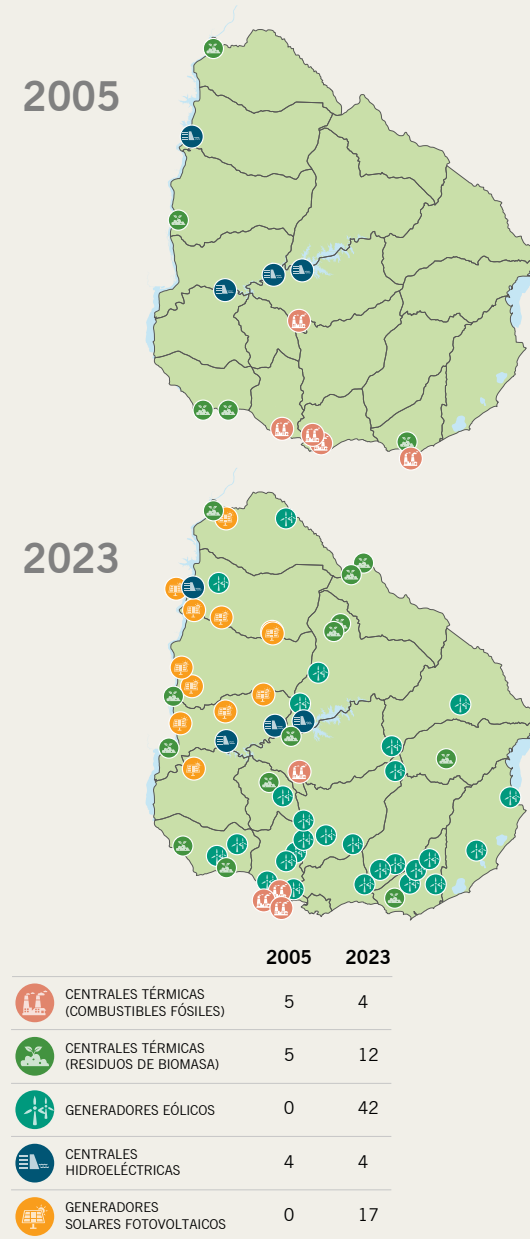 2005
2023
2005 2023
CENTRALES TÉRMICAS
(COMBUSTIBLES FÓSILES)
5 4
CENTRALES TÉRMICAS
(RESIDUOS DE BIOMASA)
5 12
GENERADORES EÓLICOS
0 42
CENTRALES
HIDROELÉCTRICAS
4 4
GENERADORES
SOLARES FOTOVOLTAICOS
0 17